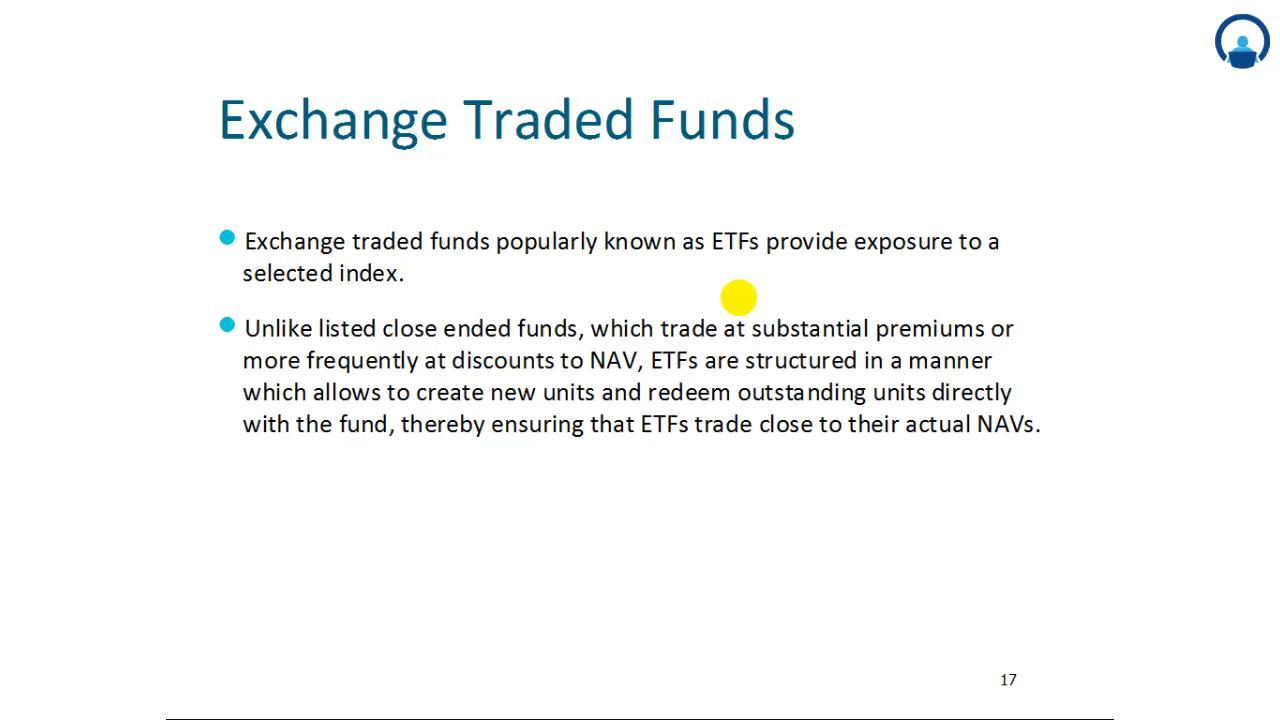 Exchange Traded Funds
Exchange traded funds popularly known as ETFs provide exposure to a
selected index.
Unlike listed close ended funds, which trade at substantial premiums or
more frequently at discounts to NAV, ETFs are structured in a manner
which allows to create new units and redeem outstanding units directly
with the fund, thereby ensuring that ETFs trade close to their actual NAVs.
17